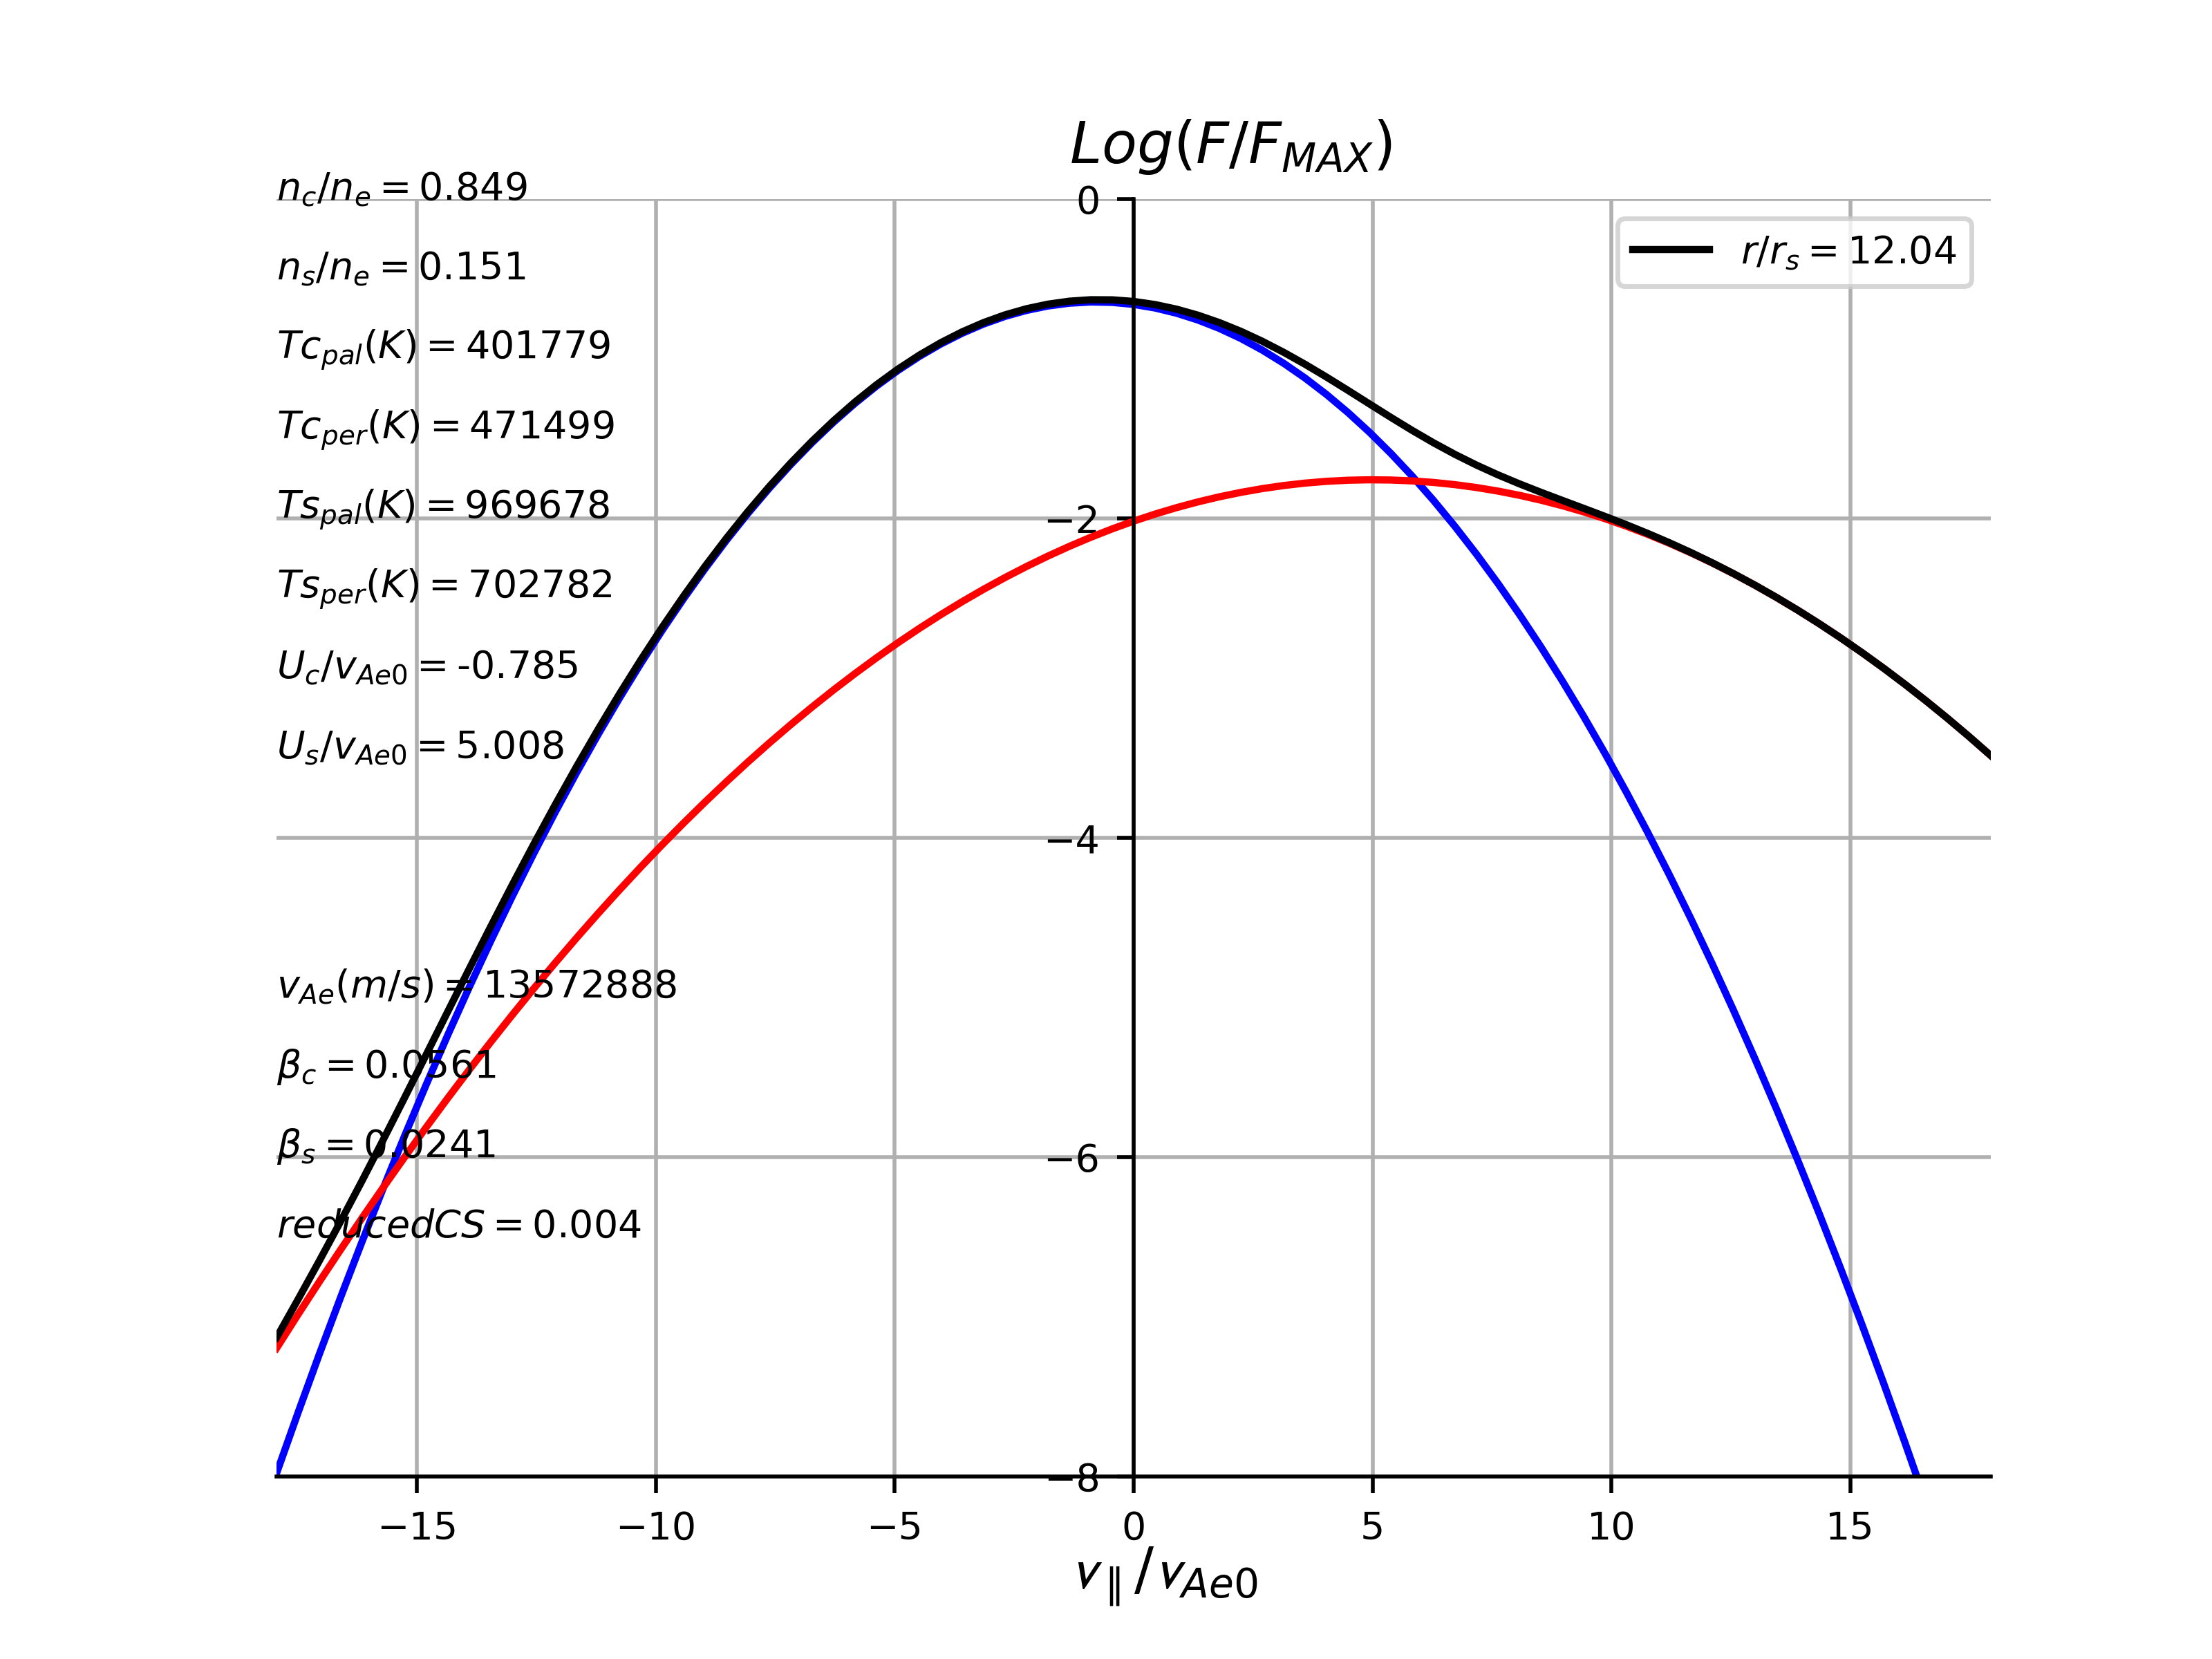 Log(F/F_MAX)
n_c/n_e = 0.849
0
r/r_s = 12.04
n_s/n_e = 0.151
Tc_pal(K) = 401779
Tc_per(K) = 471499
Ts_pal(K) = 969678
−2
Ts_per(K) = 702782
U_c/v_Ae0 = -0.785
U_s/v_Ae0 = 5.008
−4
v_Ae(m/s) = 13572888
β_c = 0.0561
β_s = 0.0241
−6
reducedCS = 0.004
−8
−15 −10 −5 0 5 10 15
v_∥/v_Ae0